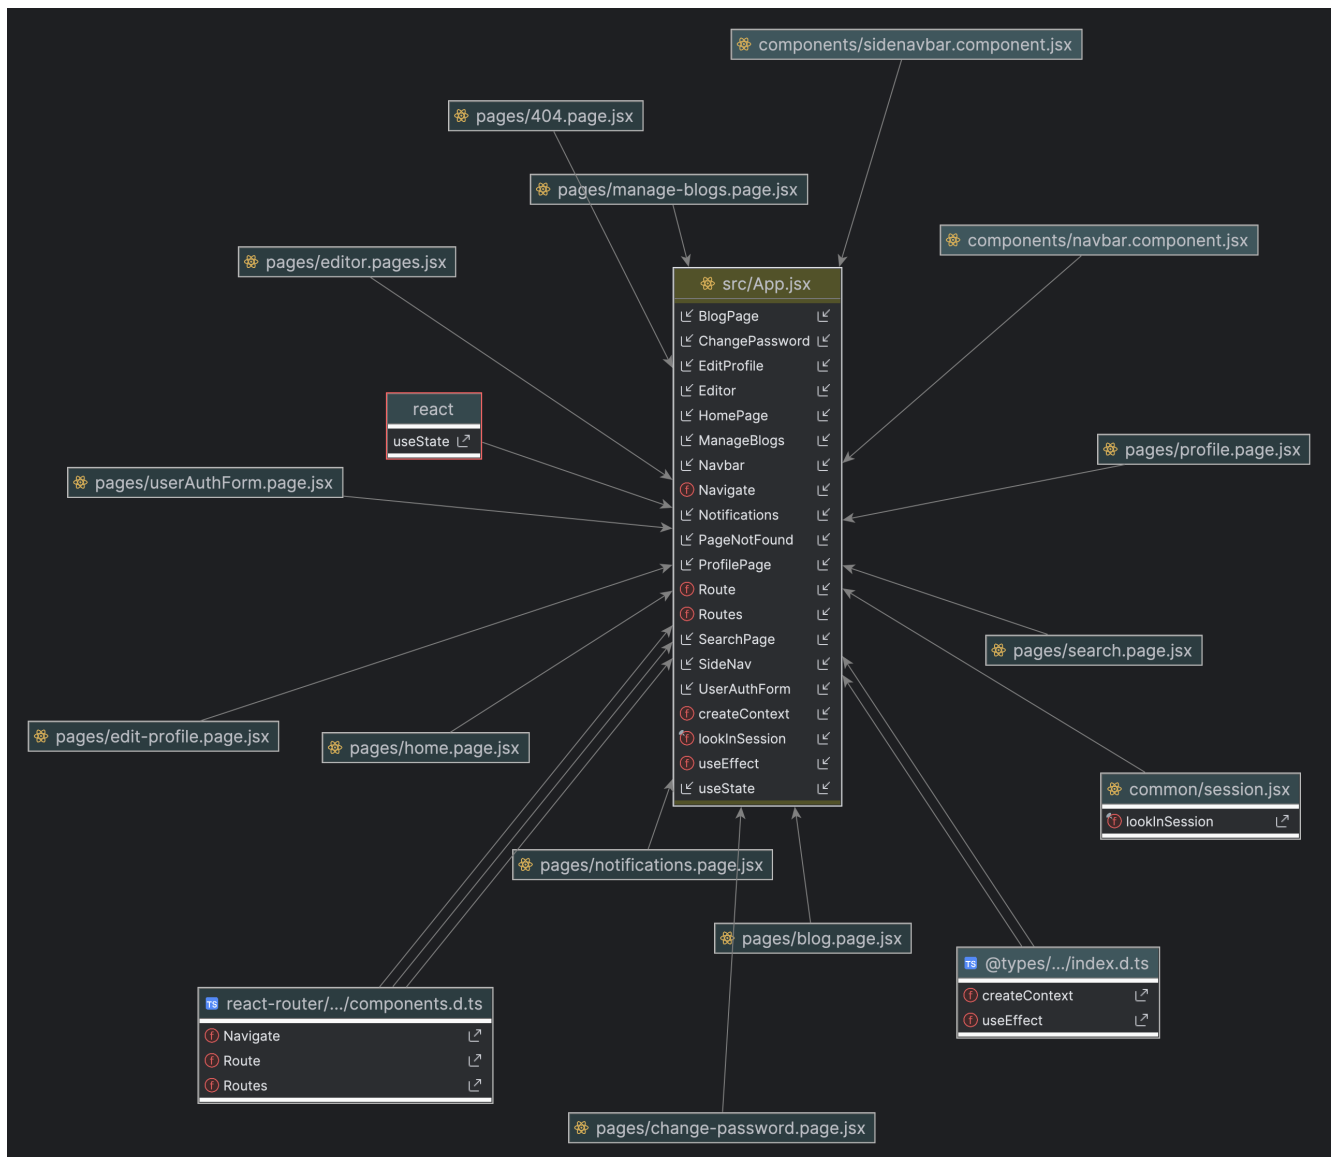 components/sidenavbar.component.jsx
pages/404.page.jsx
pages/manage-blogs.page.jsx
components/navbar.component.jsx
pages/editor.pages.jsx
src/App.jsx
BlogPage
ChangePassword
EditProfile
Editor
HomePage
ManageBlogs
Navbar
Navigate
Notifications
PageNotFound
ProfilePage
Route
Routes
SearchPage
SideNav
UserAuthForm
createContext
lookInSession
useEffect
useState
react
useState
pages/profile.page.jsx
pages/userAuthForm.page.jsx
pages/search.page.jsx
pages/edit-profile.page.jsx
pages/home.page.jsx
common/session.jsx
lookInSession
pages/notifications.page.jsx
pages/blog.page.jsx
TS @types/.../index.d.ts
createContext
useEffect
TS react-router/.../components.d.ts
Navigate
Route
Routes
pages/change-password.page.jsx